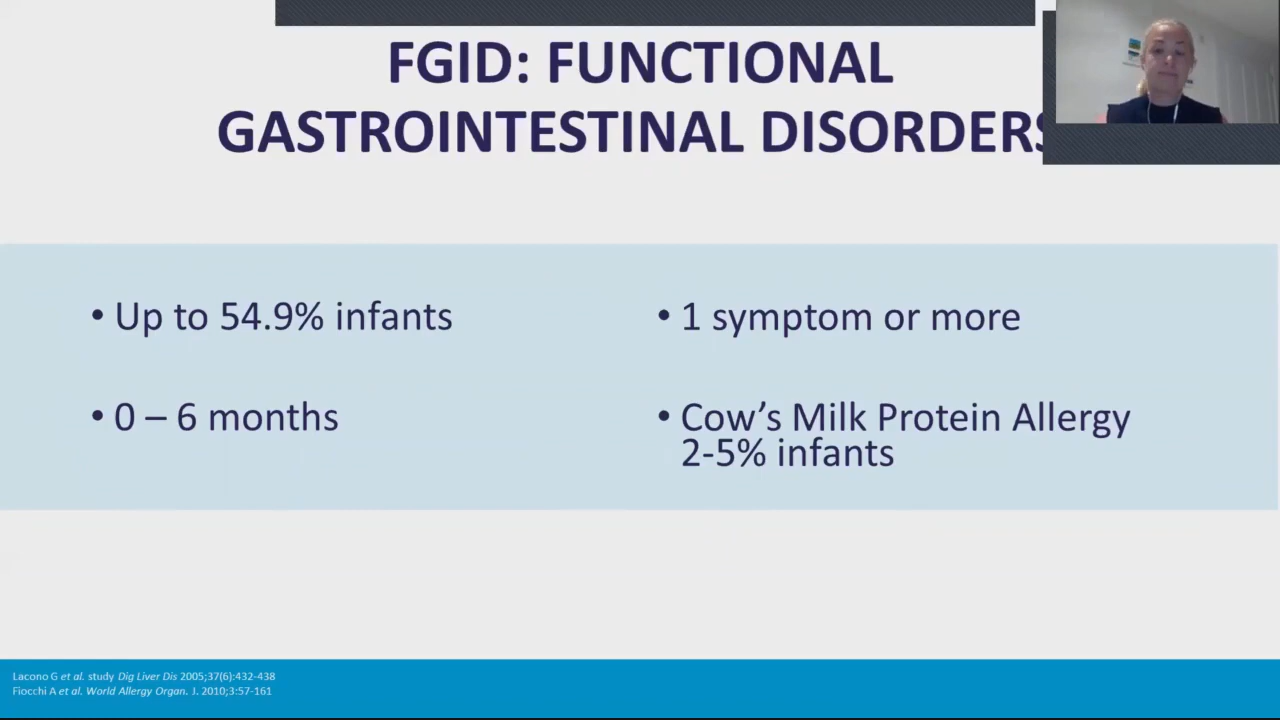 FGID: FUNCTIONAL
GASTROINTESTINAL DISORDERS
• Up to 54.9% infants
• 0 – 6 months
• 1 symptom or more
• Cow's Milk Protein Allergy
2-5% infants
Lacono G et al. study Dig Liver Dis 2005;37(6):432-438
Fiocchi A et al. World Allergy Organ. J. 2010;3:57-161